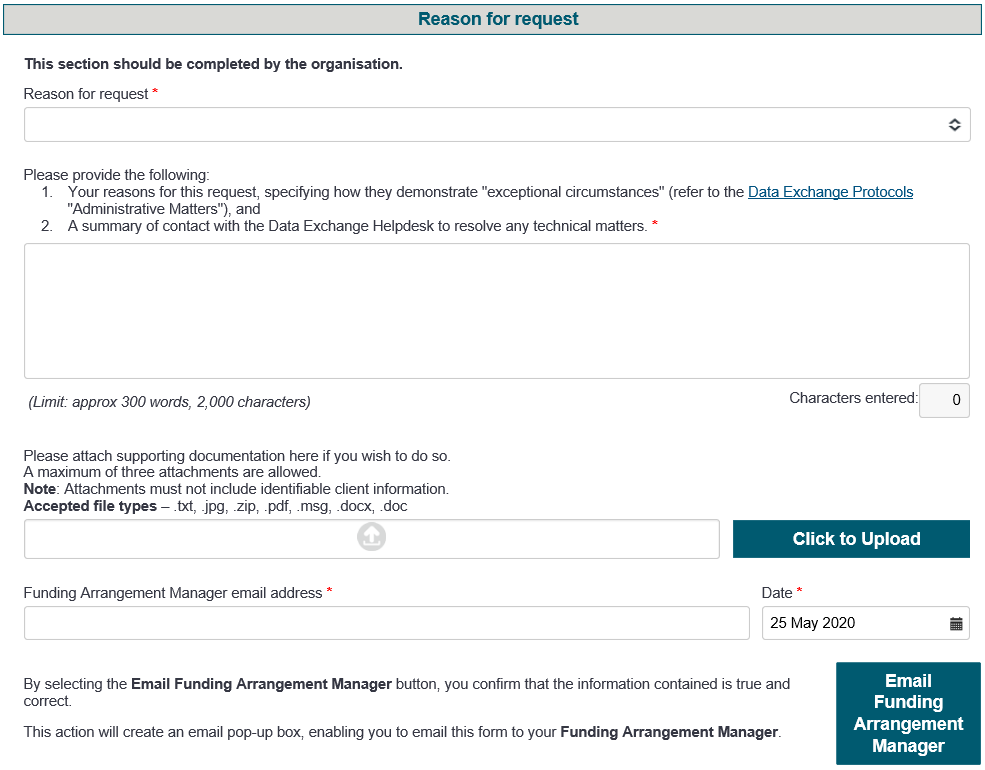 Reason for request
This section should be completed by the organisation.
Reason for request *
Please provide the following:
1. Your reasons for this request, specifying how they demonstrate "exceptional circumstances" (refer to the Data Exchange Protocols
"Administrative Matters"), and
2. A summary of contact with the Data Exchange Helpdesk to resolve any technical matters. *
(Limit: approx 300 words, 2,000 characters)
Characters entered: 0
Please attach supporting documentation here if you wish to do so.
A maximum of three attachments are allowed.
Note: Attachments must not include identifiable client information.
Accepted file types – .txt, .jpg, .zip, .pdf, .msg, .docx, .doc
Click to Upload
Funding Arrangement Manager email address *
Date *
25 May 2020
By selecting the Email Funding Arrangement Manager button, you confirm that the information contained is true and
correct.
This action will create an email pop-up box, enabling you to email this form to your Funding Arrangement Manager.
Email
Funding
Arrangement
Manager